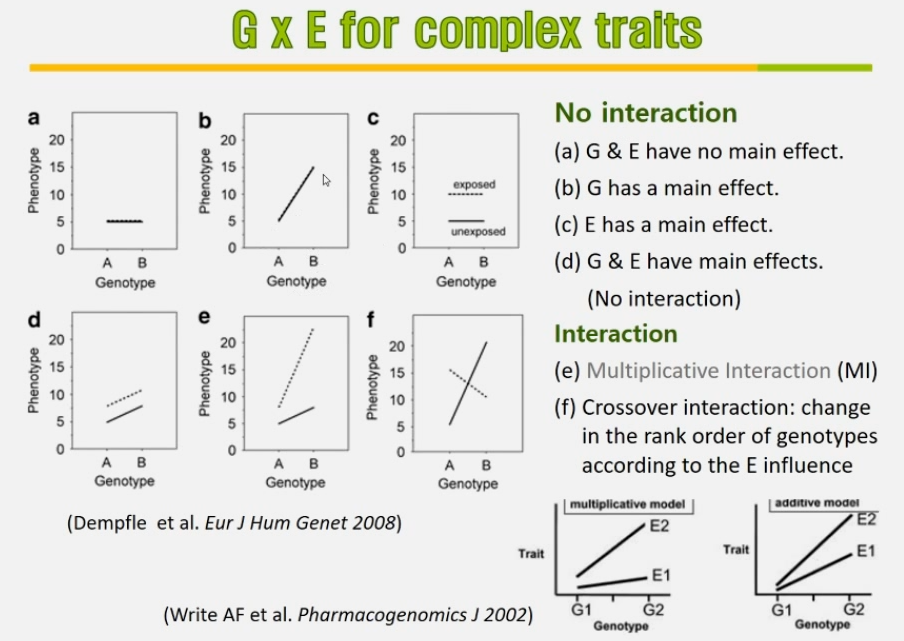 G x E for complex traits
a
Phenotype
20
15
10
5
0
A B
Genotype
b
Phenotype
20
15
10
5
0
A B
Genotype
c
Phenotype
20
15
10
5
0
exposed
unexposed
A B
Genotype
No interaction
(a) G & E have no main effect.
(b) G has a main effect.
(c) E has a main effect.
(d) G & E have main effects.
(No interaction)
d
Phenotype
20
15
10
5
0
A B
Genotype
e
Phenotype
20
15
10
5
0
A B
Genotype
f
Phenotype
20
15
10
5
0
A B
Genotype
Interaction
(e) Multiplicative Interaction (MI)
(f) Crossover interaction: change
in the rank order of genotypes
according to the E influence
(Dempfle et al. Eur J Hum Genet 2008)
multiplicative model
E2
Trait
E1
G1 G2
Genotype
additive model
E2
Trait
E1
G1 G2
Genotype
(Write AF et al. Pharmacogenomics J 2002)